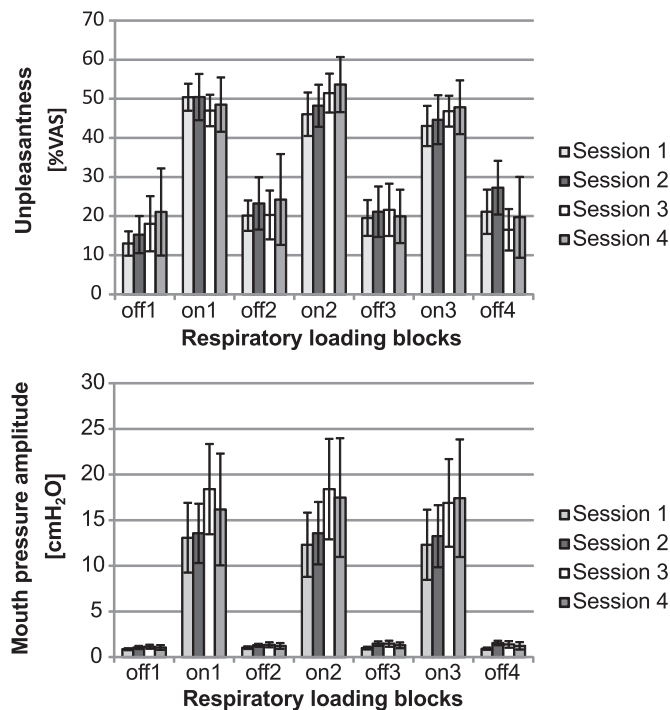 Unpleasantness
[%VAS]
70
60
50
40
30
20
10
0
off1 on1 off2 on2 off3 on3 off4
Respiratory loading blocks
Session 1
Session 2
Session 3
Session 4
Mouth pressure amplitude
[cmH₂O]
30
25
20
15
10
5
0
off1 on1 off2 on2 off3 on3 off4
Respiratory loading blocks
Session 1
Session 2
Session 3
Session 4